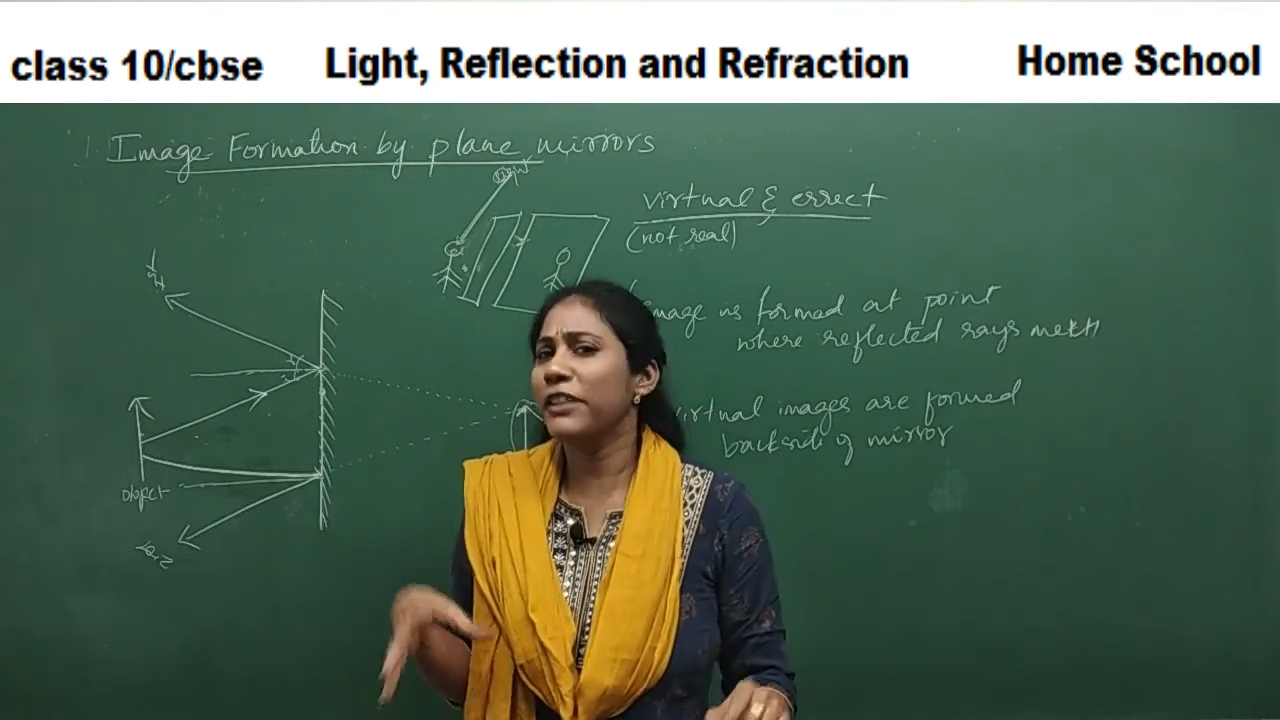 class 10/cbse
Light, Reflection and Refraction
Home School
Image Formation by plane mirrors
virtual & errect
(not real)
image is formed at point
where reflected rays meet
virtual images are formed
backside of mirror
object